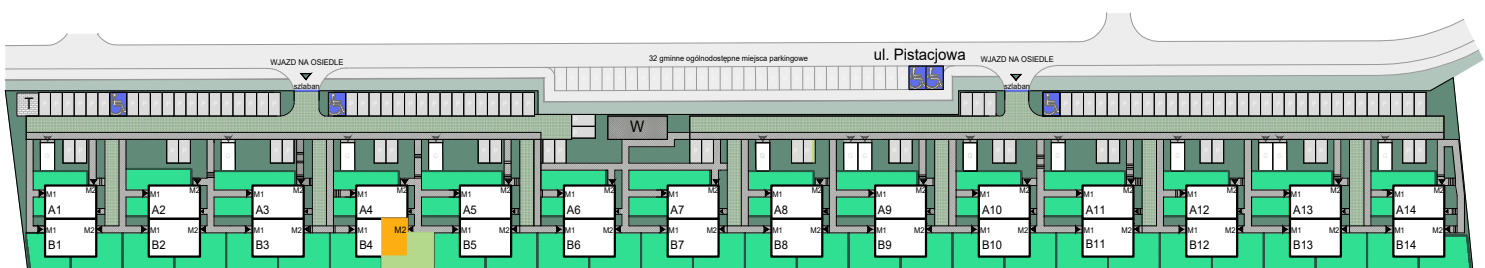 ul. Pistacjowa
32 gminne ogólnodostępne miejsca parkingowe
WJAZD NA OSIEDLE
WJAZD NA OSIEDLE
szlaban
szlaban
T
W
M1 M2 M1 M2 M1 M2 M1 M2 M1 M2 M1 M2 M1 M2 M1 M2 M1 M2 M1 M2 M1 M2 M1 M2 M1 M2 M1 M2
A1 A2 A3 A4 A5 A6 A7 A8 A9 A10 A11 A12 A13 A14
M1 M2 M1 M2 M1 M2 M1 M2 M1 M2 M1 M2 M1 M2 M1 M2 M1 M2 M1 M2 M1 M2 M1 M2 M1 M2 M1 M2
B1 B2 B3 B4 B5 B6 B7 B8 B9 B10 B11 B12 B13 B14